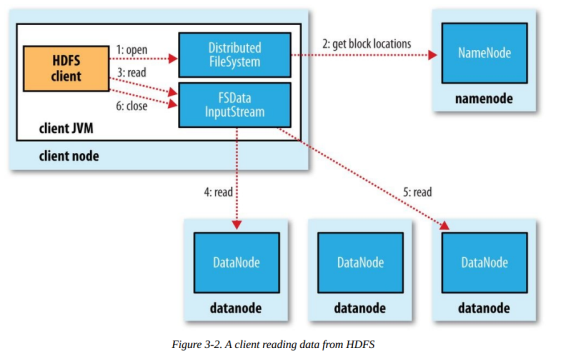 1: open
Distributed
FileSystem
2: get block locations
NameNode
namenode
HDFS
client
3: read
6: close
FSData
InputStream
client JVM
client node
4: read
5: read
DataNode
DataNode
DataNode
datanode
datanode
datanode
Figure 3-2. A client reading data from HDFS